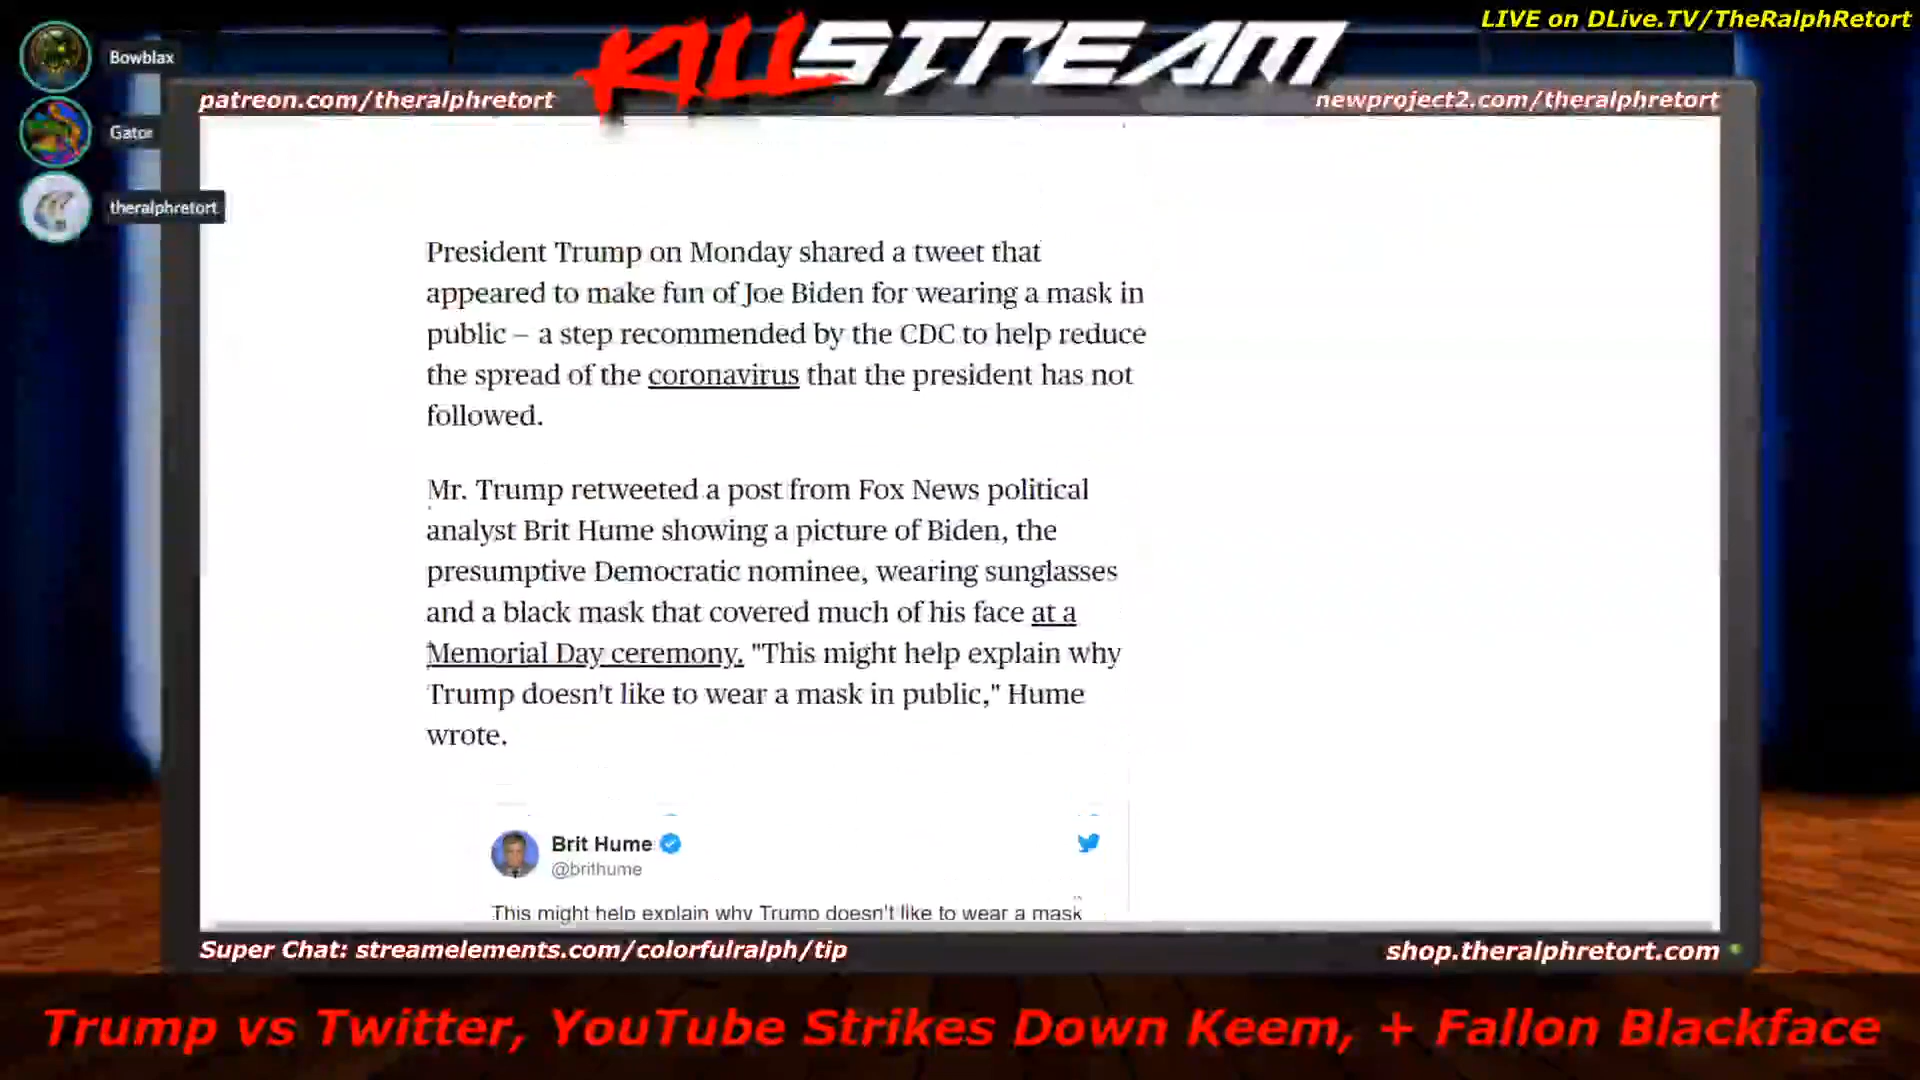 LIVE on DLive.TV/TheRalphRetort
Bowblax
KILLSTREAM
patreon.com/theralphretort
newproject2.com/theralphretort
Gator
theralphretort
President Trump on Monday shared a tweet that
appeared to make fun of Joe Biden for wearing a mask in
public – a step recommended by the CDC to help reduce
the spread of the coronavirus that the president has not
followed.
Mr. Trump retweeted a post from Fox News political
analyst Brit Hume showing a picture of Biden, the
presumptive Democratic nominee, wearing sunglasses
and a black mask that covered much of his face at a
Memorial Day ceremony. "This might help explain why
Trump doesn't like to wear a mask in public," Hume
wrote.
Brit Hume
@brithume
This might help explain why Trump doesn't like to wear a mask
Super Chat: streamelements.com/colorfulralph/tip
shop.theralphretort.com
Trump vs Twitter, YouTube Strikes Down Keem, + Fallon Blackface